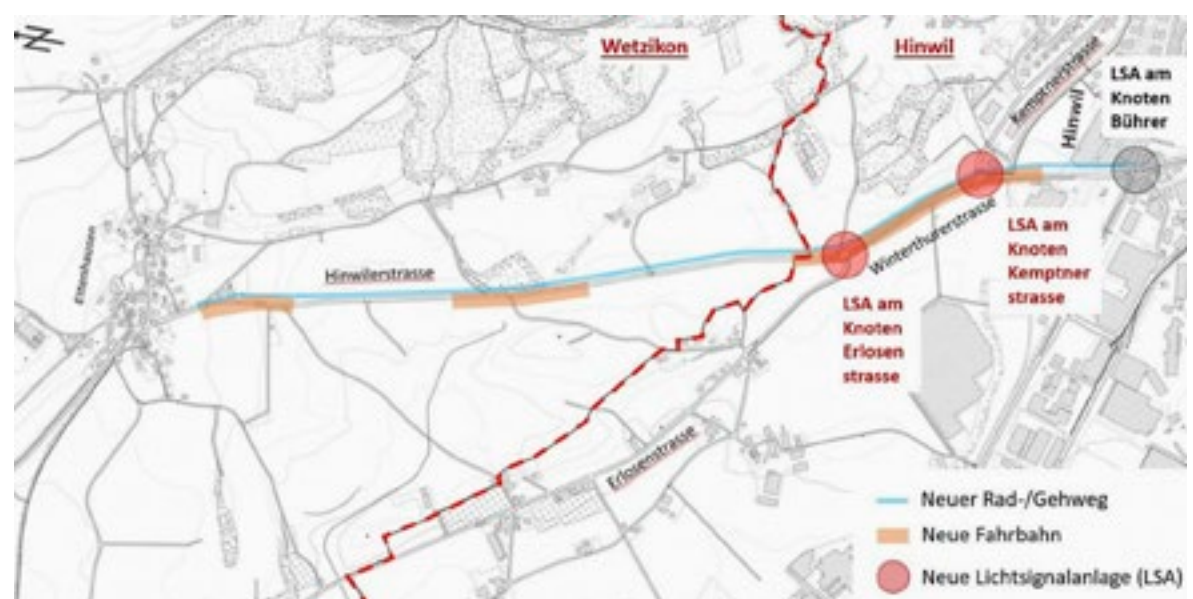 Wetzikon
Hinwil
Kemptnerstrasse
LSA am
Knoten
Bührer
Hinwil
Ettenhausen
Hinwilerstrasse
Winterthurerstrasse
LSA am
Knoten
Kemptner
strasse
LSA am
Knoten
Erlosen
strasse
Erlosenstrasse
Neuer Rad-/Gehweg
Neue Fahrbahn
Neue Lichtsignalanlage (LSA)